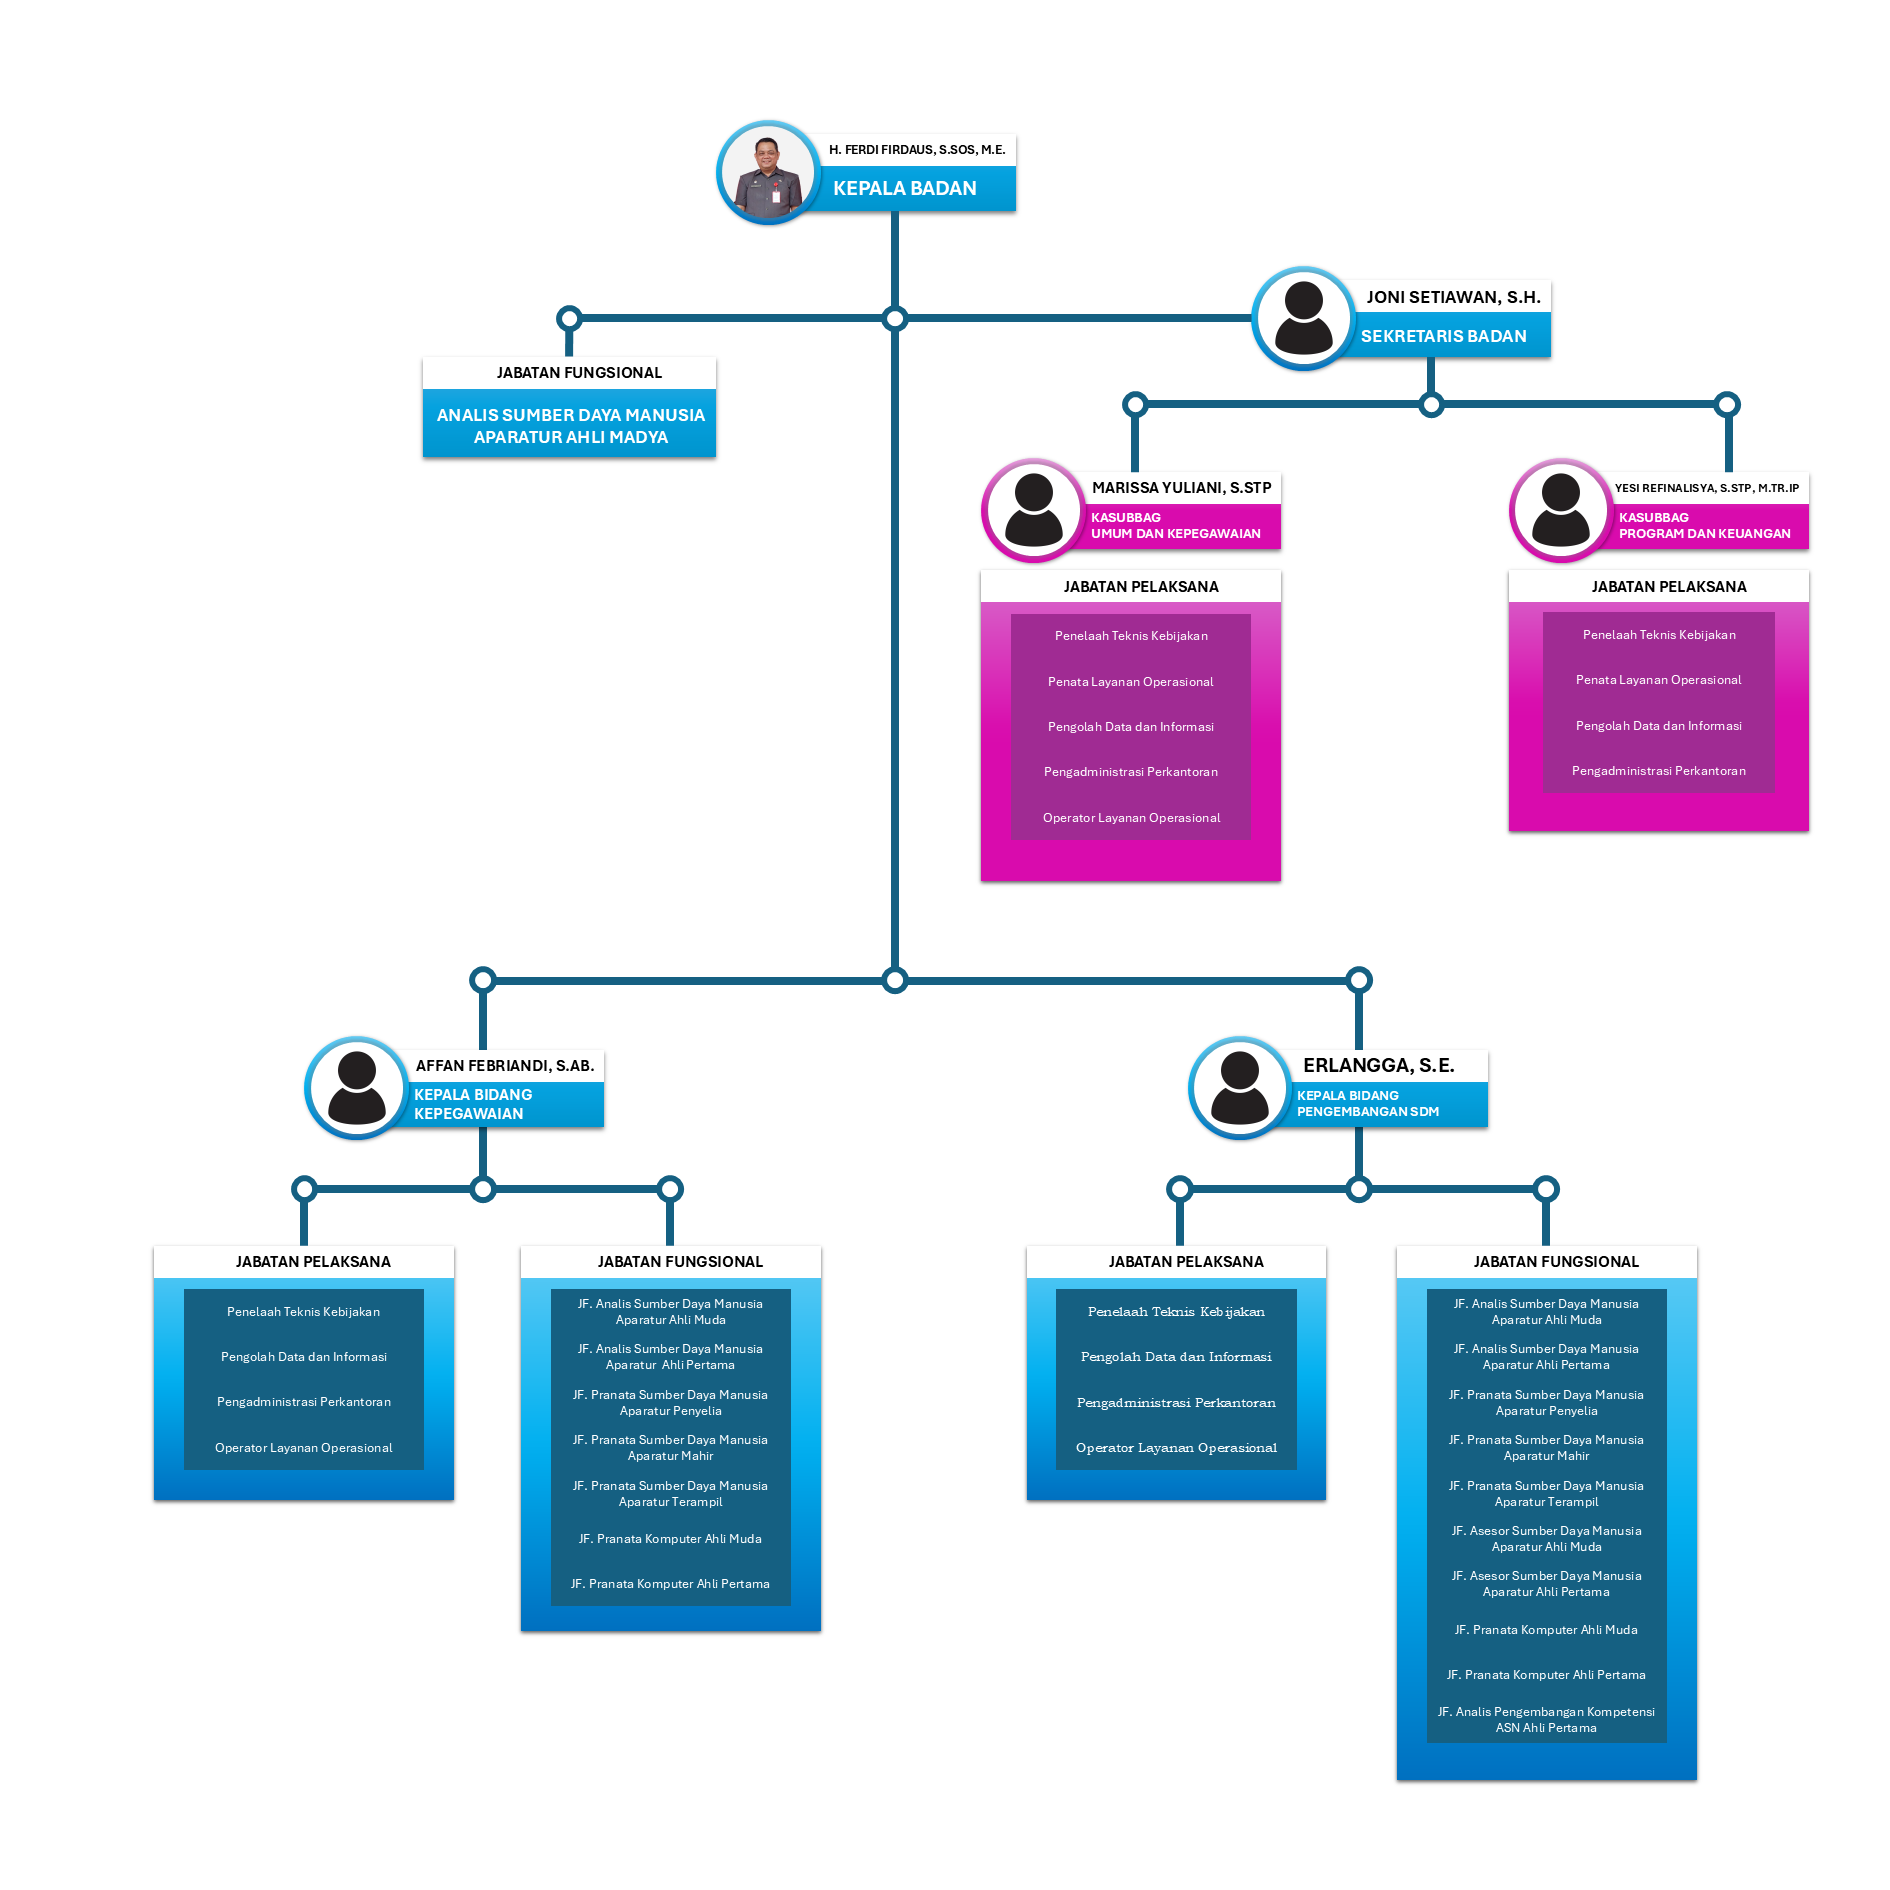 H. FERDI FIRDAUS, S.SOS, M.E.
KEPALA BADAN
JONI SETIAWAN, S.H.
SEKRETARIS BADAN
JABATAN FUNGSIONAL
ANALIS SUMBER DAYA MANUSIA
APARATUR AHLI MADYA
MARISSA YULIANI, S.STP
KASUBBAG
UMUM DAN KEPEGAWAIAN
YESI REFINALISYA, S.STP, M.TR.IP
KASUBBAG
PROGRAM DAN KEUANGAN
JABATAN PELAKSANA
Penelaah Teknis Kebijakan
Penata Layanan Operasional
Pengolah Data dan Informasi
Pengadministrasi Perkantoran
Operator Layanan Operasional
JABATAN PELAKSANA
Penelaah Teknis Kebijakan
Penata Layanan Operasional
Pengolah Data dan Informasi
Pengadministrasi Perkantoran
AFFAN FEBRIANDI, S.AB.
KEPALA BIDANG
KEPEGAWAIAN
ERLANGGA, S.E.
KEPALA BIDANG
PENGEMBANGAN SDM
JABATAN PELAKSANA
Penelaah Teknis Kebijakan
Pengolah Data dan Informasi
Pengadministrasi Perkantoran
Operator Layanan Operasional
JABATAN FUNGSIONAL
JF. Analis Sumber Daya Manusia
Aparatur Ahli Muda
JF. Analis Sumber Daya Manusia
Aparatur  Ahli Pertama
JF. Pranata Sumber Daya Manusia
Aparatur Penyelia
JF. Pranata Sumber Daya Manusia
Aparatur Mahir
JF. Pranata Sumber Daya Manusia
Aparatur Terampil
JF. Pranata Komputer Ahli Muda
JF. Pranata Komputer Ahli Pertama
JABATAN PELAKSANA
Penelaah Teknis Kebijakan
Pengolah Data dan Informasi
Pengadministrasi Perkantoran
Operator Layanan Operasional
JABATAN FUNGSIONAL
JF. Analis Sumber Daya Manusia
Aparatur Ahli Muda
JF. Analis Sumber Daya Manusia
Aparatur Ahli Pertama
JF. Pranata Sumber Daya Manusia
Aparatur Penyelia
JF. Pranata Sumber Daya Manusia
Aparatur Mahir
JF. Pranata Sumber Daya Manusia
Aparatur Terampil
JF. Asesor Sumber Daya Manusia
Aparatur Ahli Muda
JF. Asesor Sumber Daya Manusia
Aparatur Ahli Pertama
JF. Pranata Komputer Ahli Muda
JF. Pranata Komputer Ahli Pertama
JF. Analis Pengembangan Kompetensi
ASN Ahli Pertama